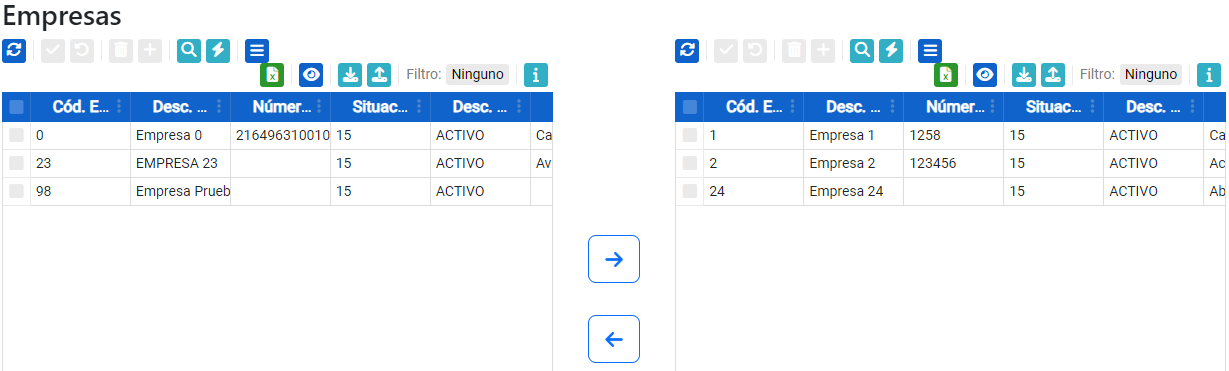 Empresas
Filtro: Ninguno
Cód. E... Desc. ... Númer... Situac... Desc. ...
0 Empresa 0 216496310010 15 ACTIVO Ca
23 EMPRESA 23 15 ACTIVO Av
98 Empresa Prueb 15 ACTIVO
Filtro: Ninguno
Cód. E... Desc. ... Númer... Situac... Desc. ...
1 Empresa 1 1258 15 ACTIVO Ca
2 Empresa 2 123456 15 ACTIVO Ac
24 Empresa 24 15 ACTIVO Ab